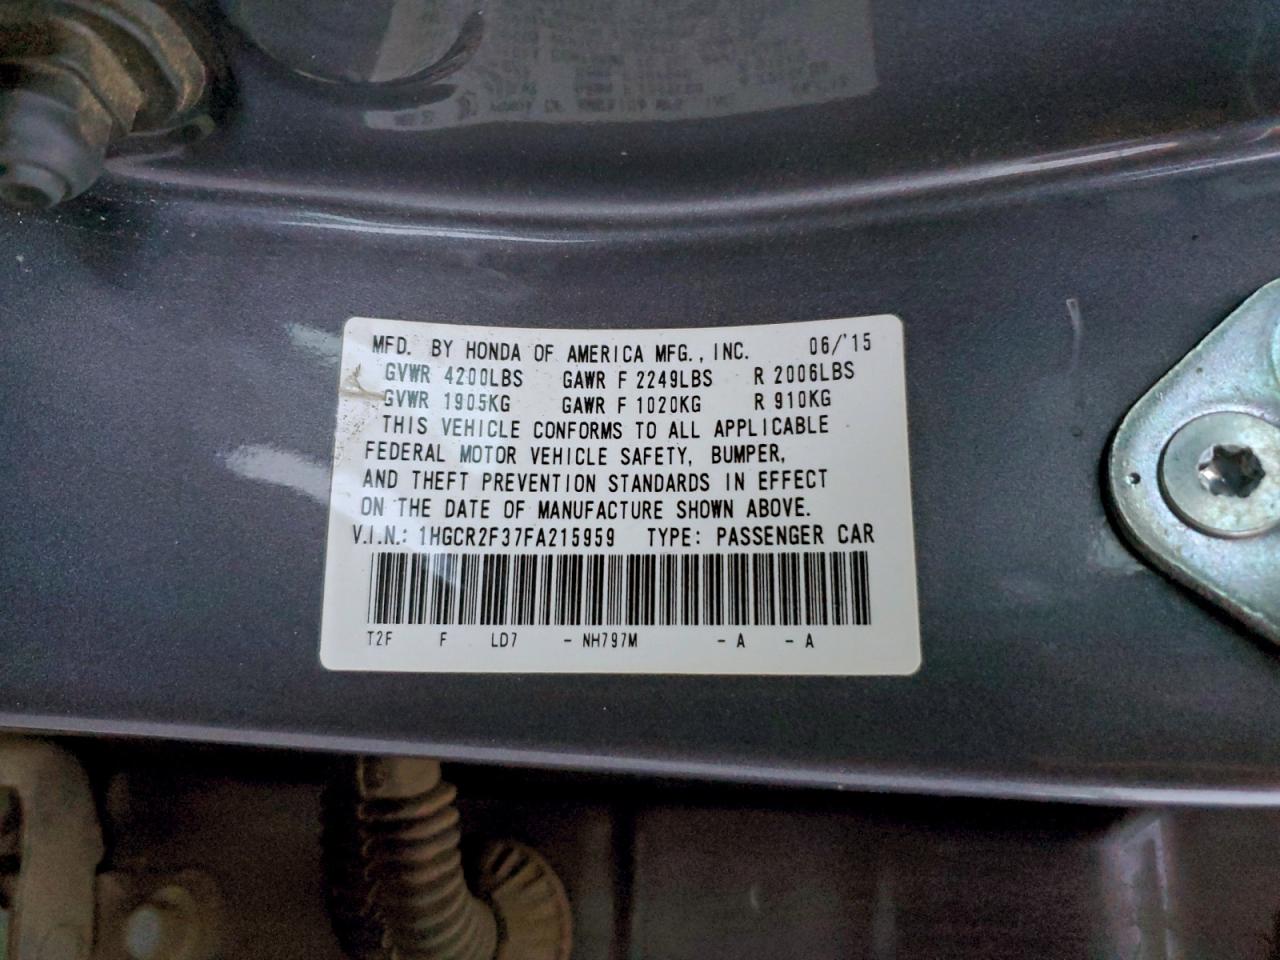 MFD. BY HONDA OF AMERICA MFG., INC. 06/'15
GVWR 4200LBS GAWR F 2249LBS R 2006LBS
GVWR 1905KG GAWR F 1020KG R 910KG
THIS VEHICLE CONFORMS TO ALL APPLICABLE
FEDERAL MOTOR VEHICLE SAFETY, BUMPER,
AND THEFT PREVENTION STANDARDS IN EFFECT
ON THE DATE OF MANUFACTURE SHOWN ABOVE.
V.I.N.: 1HGCR2F37FA215959 TYPE: PASSENGER CAR
T2F F LD7 - NH797M - A - A